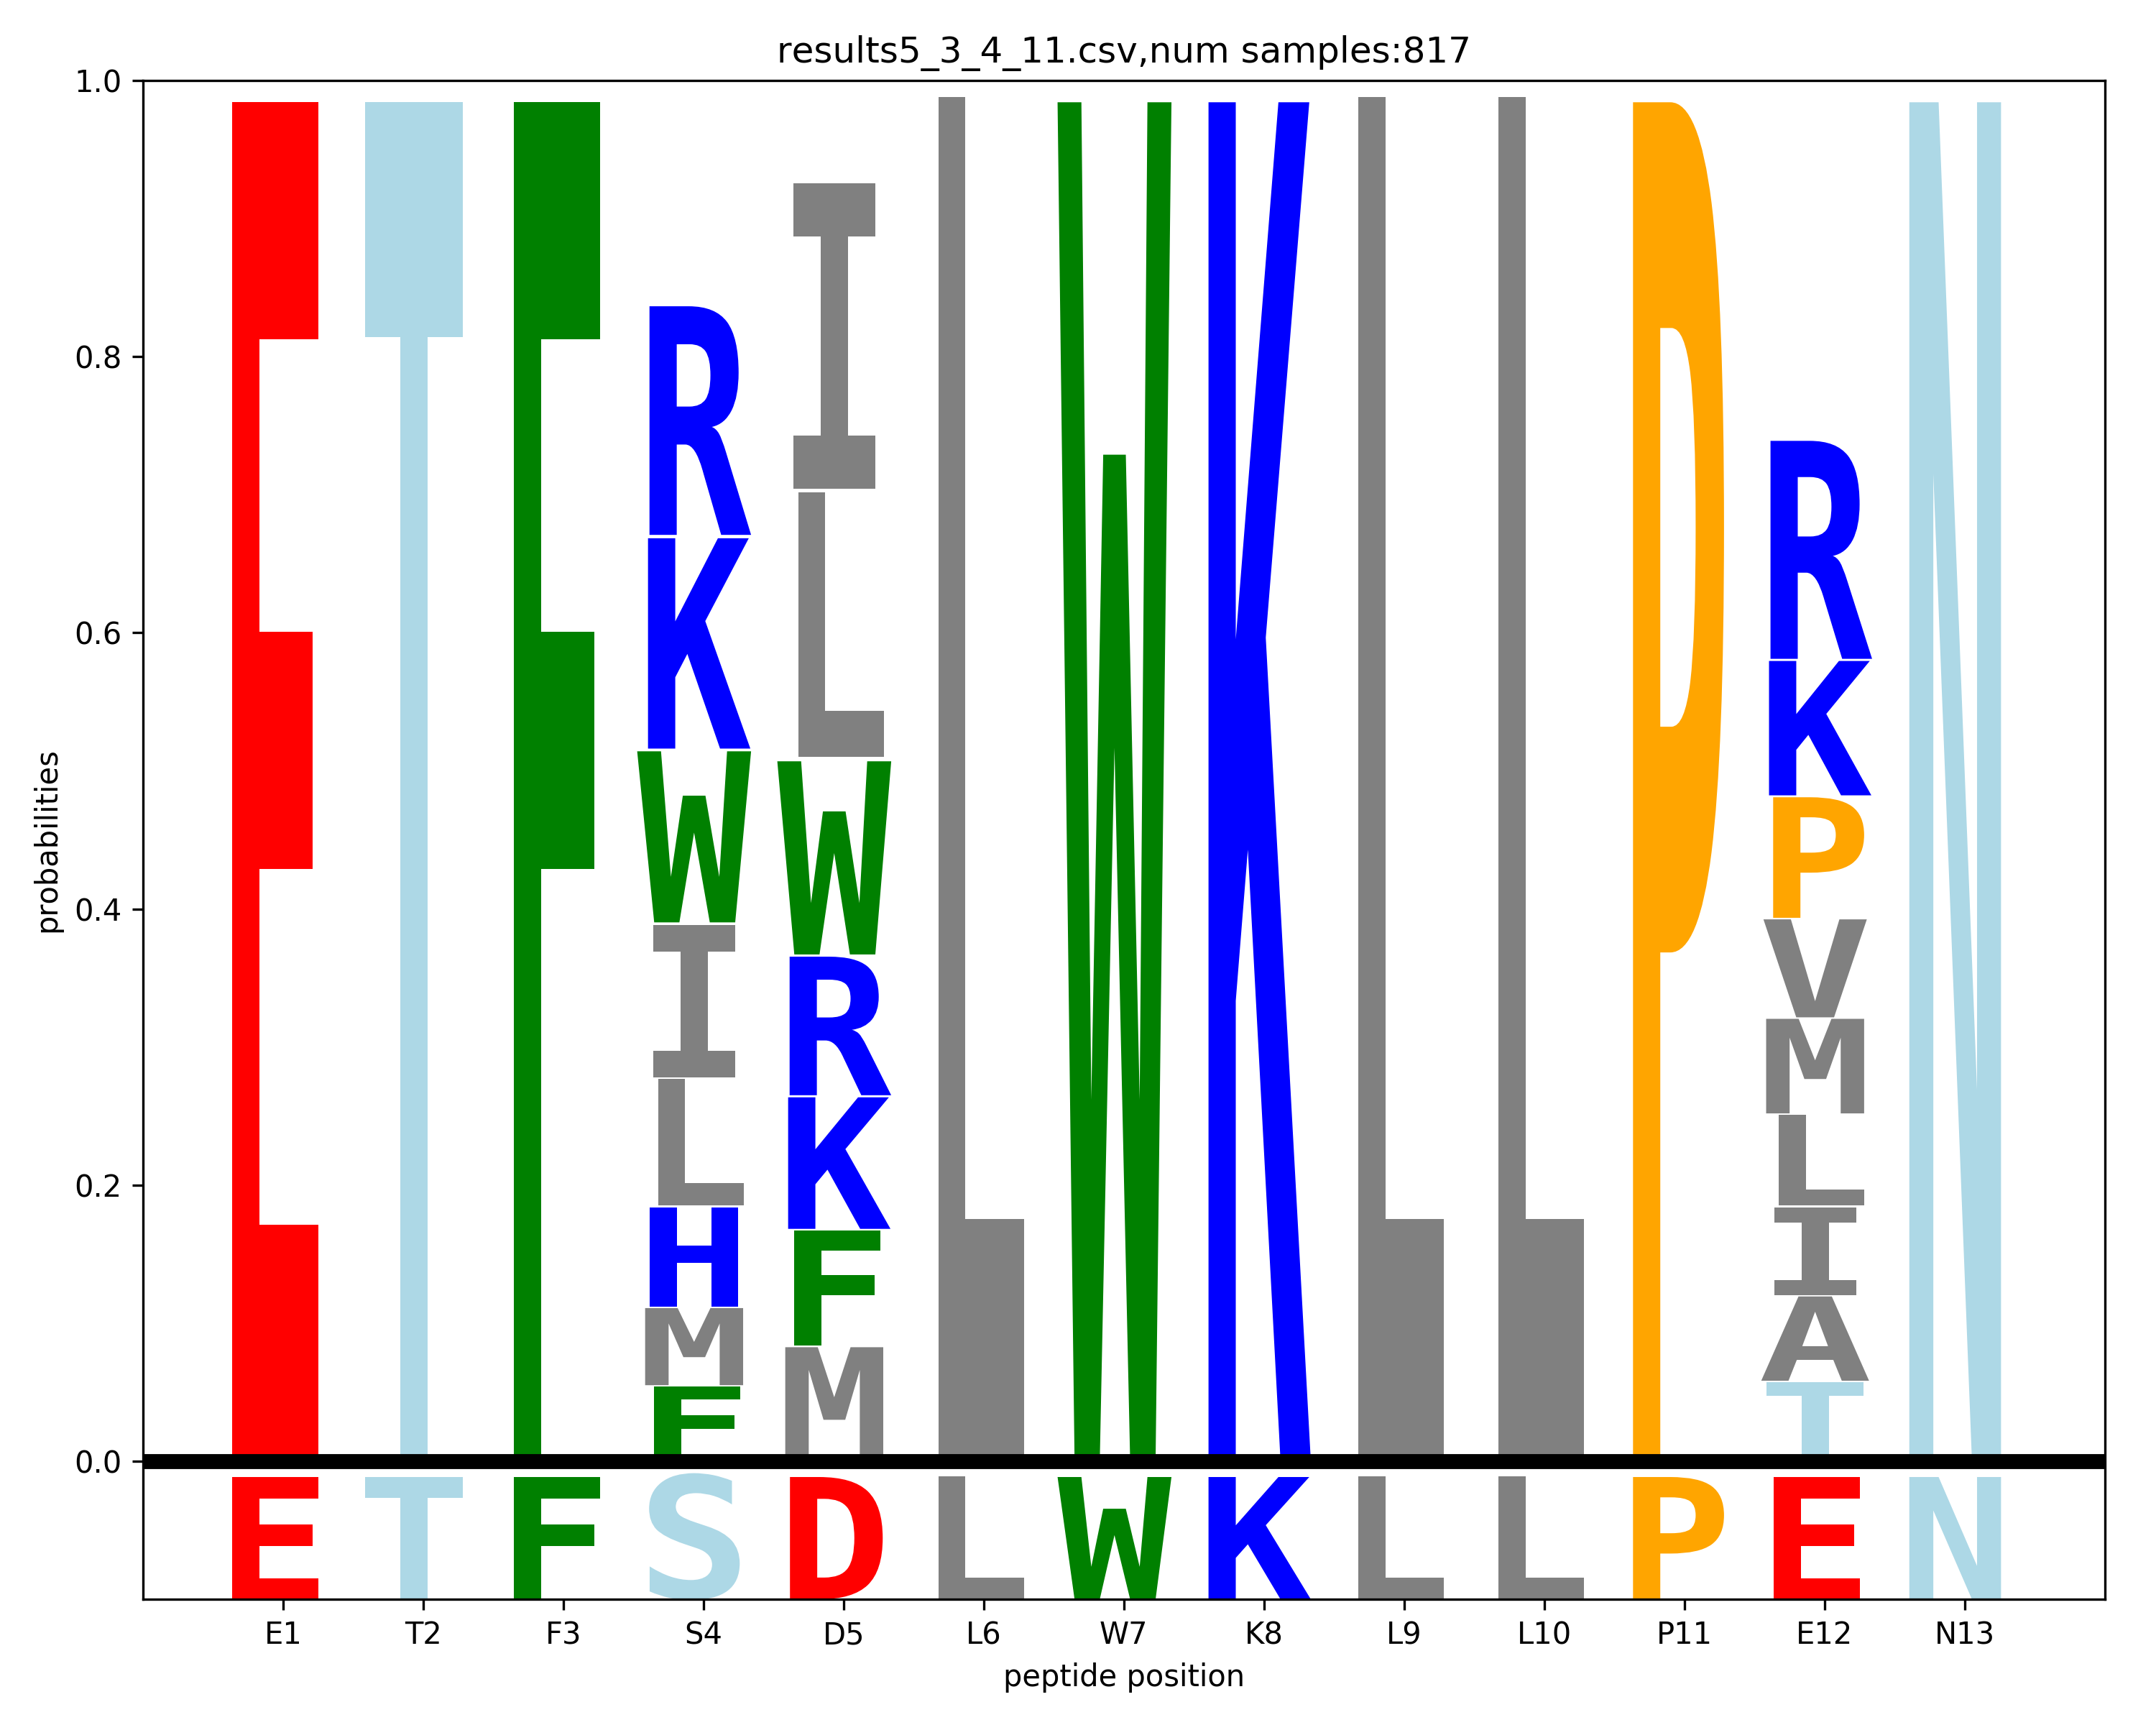 results5_3_4_11.csv,num samples:817
probabilities
1.0
0.8
0.6
0.4
0.2
0.0
E T F R K W I L H M F I L W R K F M L W K L L P R K P V M L I A T N
E T F S D L W K L L P E N
E1 T2 F3 S4 D5 L6 W7 K8 L9 L10 P11 E12 N13
peptide position